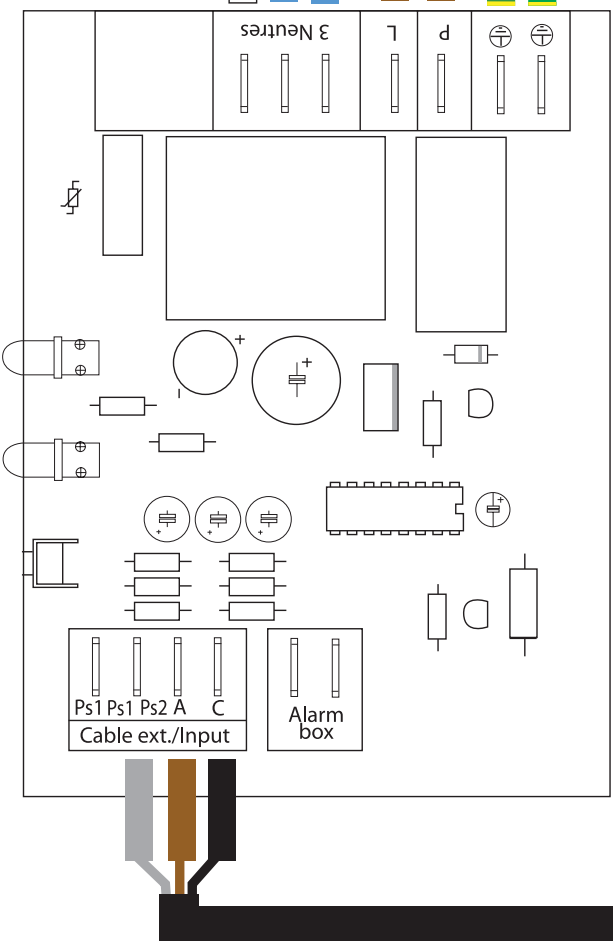 3 Neutres L P
Ps1 Ps1 Ps2 A C
Cable ext./Input
Alarm
box